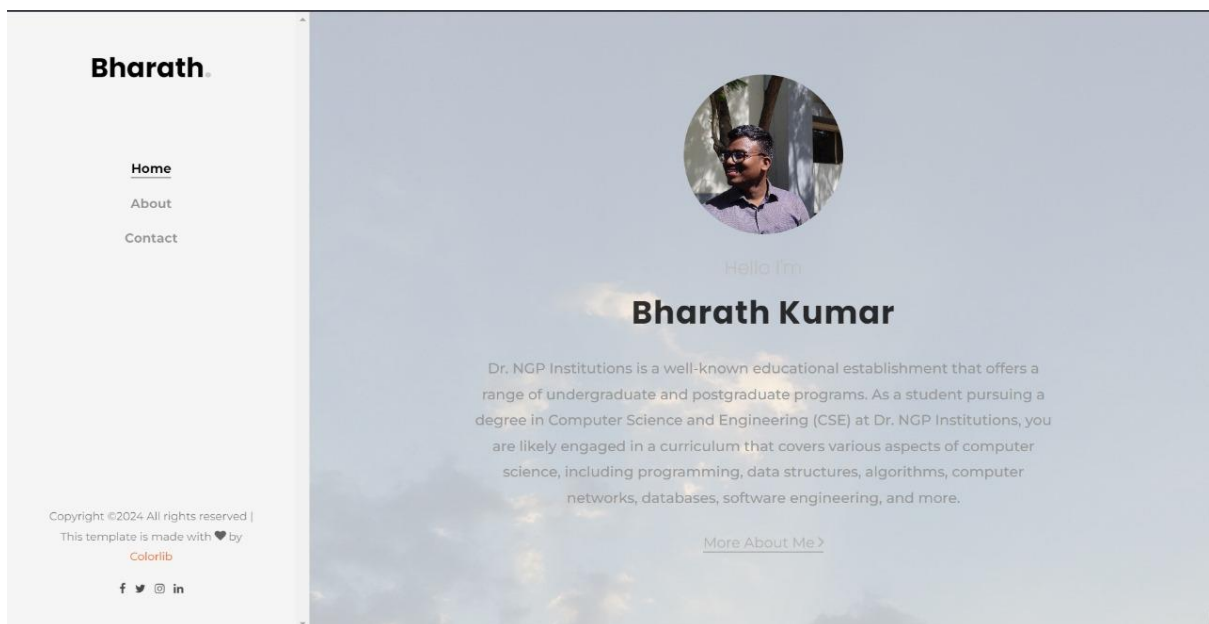 Bharath.
Home
About
Contact
Copyright ©2024 All rights reserved |
This template is made with ♥ by
Colorlib
Hello I'm
Bharath Kumar
Dr. NGP Institutions is a well-known educational establishment that offers a
range of undergraduate and postgraduate programs. As a student pursuing a
degree in Computer Science and Engineering (CSE) at Dr. NGP Institutions, you
are likely engaged in a curriculum that covers various aspects of computer
science, including programming, data structures, algorithms, computer
networks, databases, software engineering, and more.
More About Me >